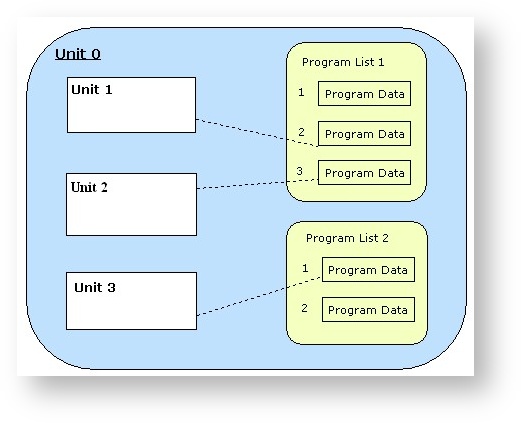 Unit 0
Unit 1
Unit 2
Unit 3
Program List 1
1 Program Data
2 Program Data
3 Program Data
Program List 2
1 Program Data
2 Program Data